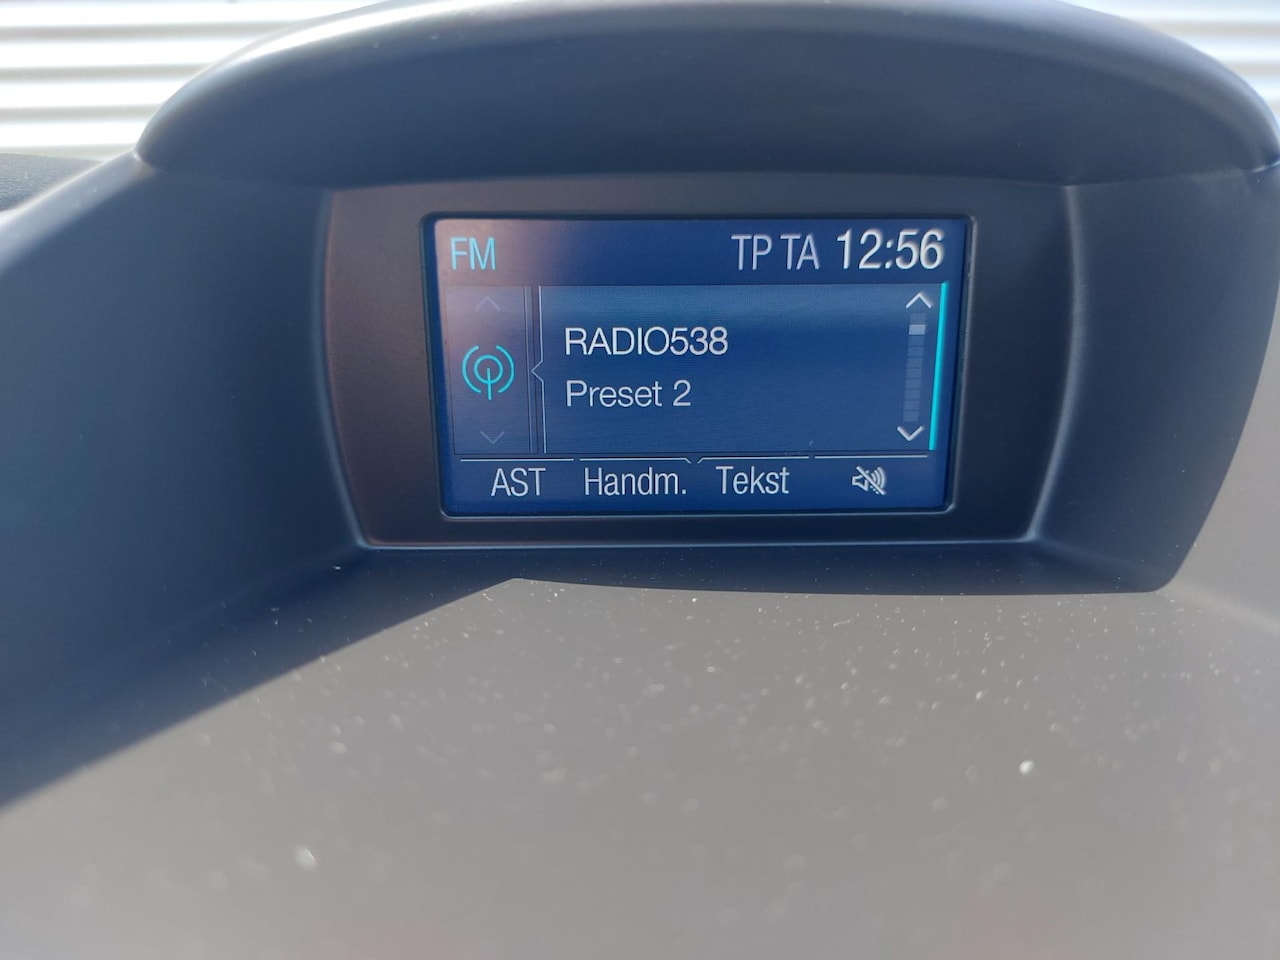 FM TP TA 12:56
RADIO538
Preset 2
AST Handm. Tekst